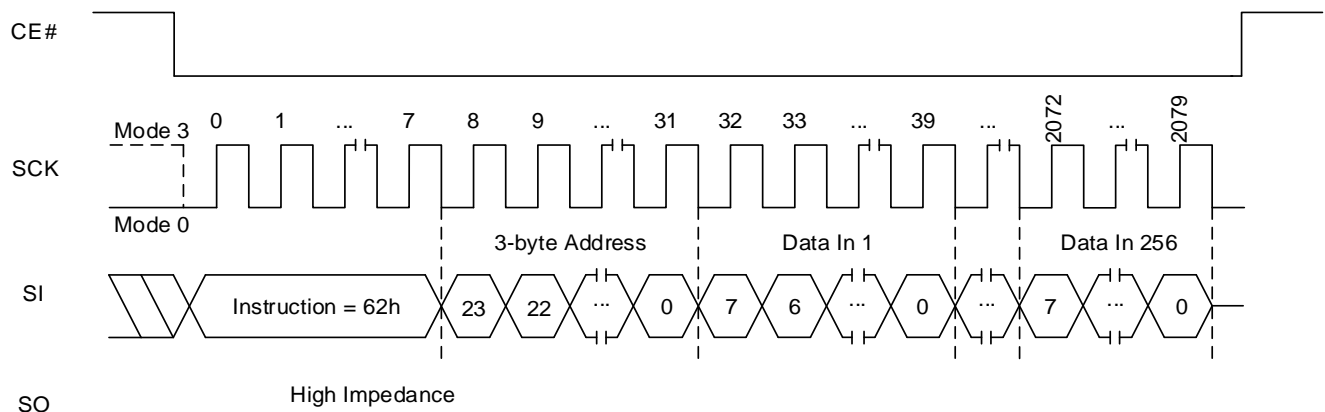 CE#
0 1 ... 7 8 9 ... 31 32 33 ... 39 ... 2072 ... 2079
Mode 3
SCK
Mode 0
3-byte Address Data In 1 Data In 256
SI Instruction = 62h 23 22 ... 0 7 6 ... 0 ... 7 ... 0
High Impedance
SO